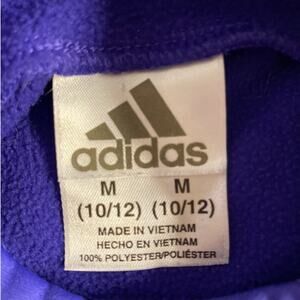 adidas
M M
(10/12) (10/12)
MADE IN VIETNAM
HECHO EN VIETNAM
100% POLYESTER/POLIÉSTER